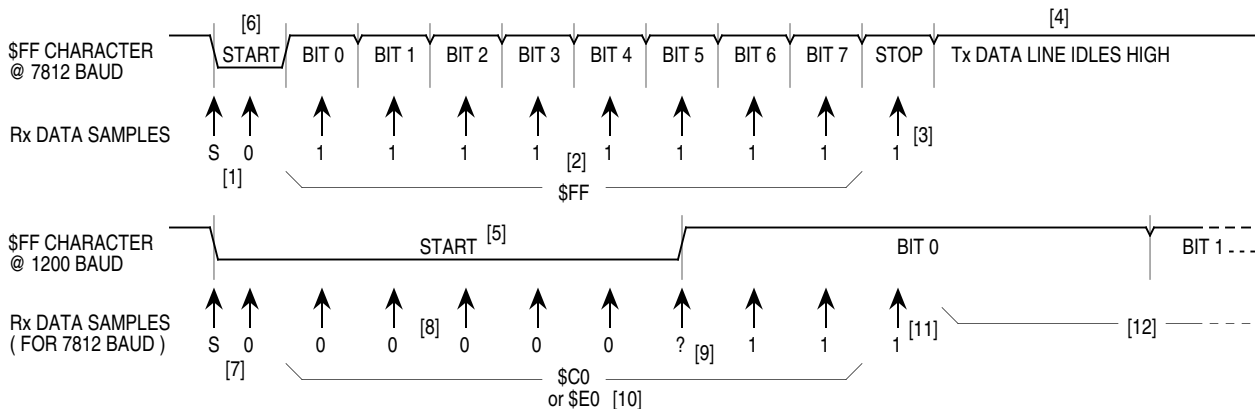 [6] [4]
$FF CHARACTER
@ 7812 BAUD
START BIT 0 BIT 1 BIT 2 BIT 3 BIT 4 BIT 5 BIT 6 BIT 7 STOP Tx DATA LINE IDLES HIGH
Rx DATA SAMPLES
S 0 1 1 1 1 1 1 1 1 1
[1] [2] [3]
$FF
$FF CHARACTER
@ 1200 BAUD
START [5] BIT 0 BIT 1
Rx DATA SAMPLES
( FOR 7812 BAUD )
S 0 0 0 0 0 0 ? 1 1 1
[7] [8] [9] [11] [12]
$C0
or $E0 [10]